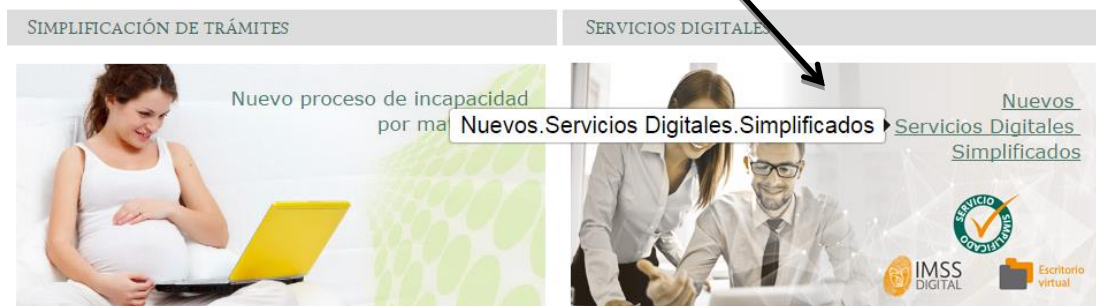 SIMPLIFICACIÓN DE TRÁMITES
SERVICIOS DIGITALES
Nuevo proceso de incapacidad
por ma
Nuevos.Servicios Digitales.Simplificados
Nuevos
Servicios Digitales
Simplificados
SERVICIO SIMPLIFICADO
IMSS
DIGITAL
Escritorio
virtual